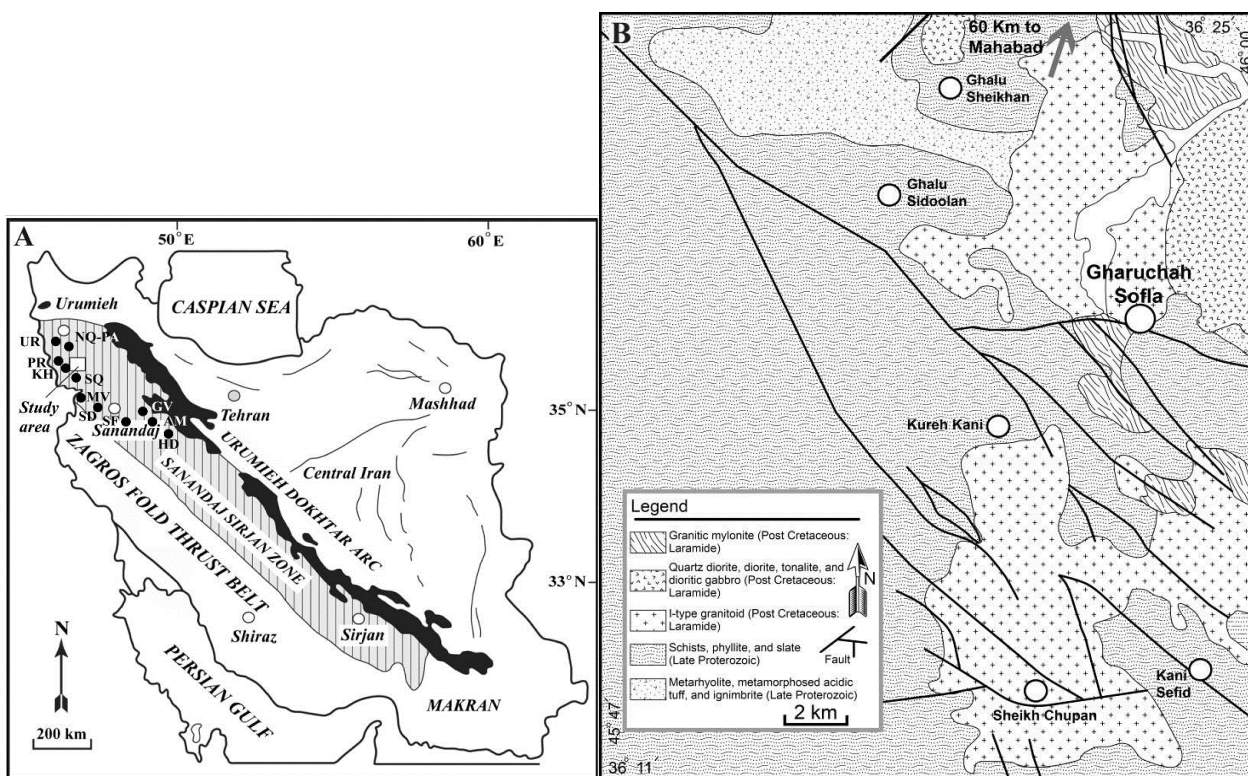 A
50°E
60°E
CASPIAN SEA
Urumieh
UR
NQ-PA
PR
KH
SQ
Study
area
MV
SD
SF
GV
AM
HD
Sanandaj
Tehran
Mashhad
35°N
Central Iran
URUMIEH DOKHTAR ARC
SANANDAJ SIRJAN ZONE
ZAGROS FOLD THRUST BELT
33°N
Shiraz
Sirjan
N
PERSIAN GULF
MAKRAN
200 km
B
60 Km to
Mahabad
36° 25'
46°00'
Ghalu
Sheikhan
Ghalu
Sidoolan
Gharuchah
Sofla
Kureh Kani
Legend
Granitic mylonite (Post Cretaceous:
Laramide)
Quartz diorite, diorite, tonalite, and
dioritic gabbro (Post Cretaceous:
Laramide)
I-type granitoid (Post Cretaceous:
Laramide)
Schists, phyllite, and slate
(Late Proterozoic)
Metarhyolite, metamorphosed acidic
tuff, and ignimbrite (Late Proterozoic)
N
Fault
2 km
Kani
Sefid
Sheikh Chupan
45°47'
36° 11'